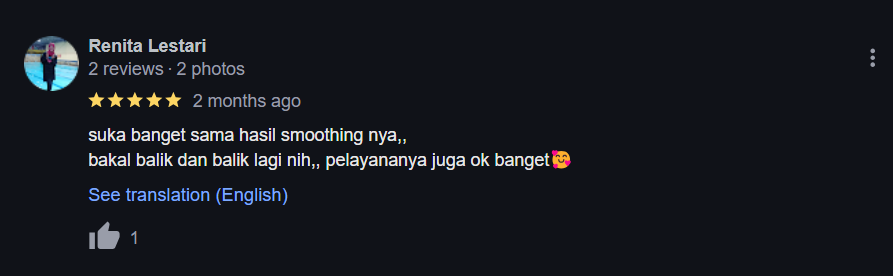 Renita Lestari
2 reviews · 2 photos
2 months ago
suka banget sama hasil smoothing nya,,
bakal balik dan balik lagi nih,, pelayananya juga ok banget🥰
See translation (English)
1